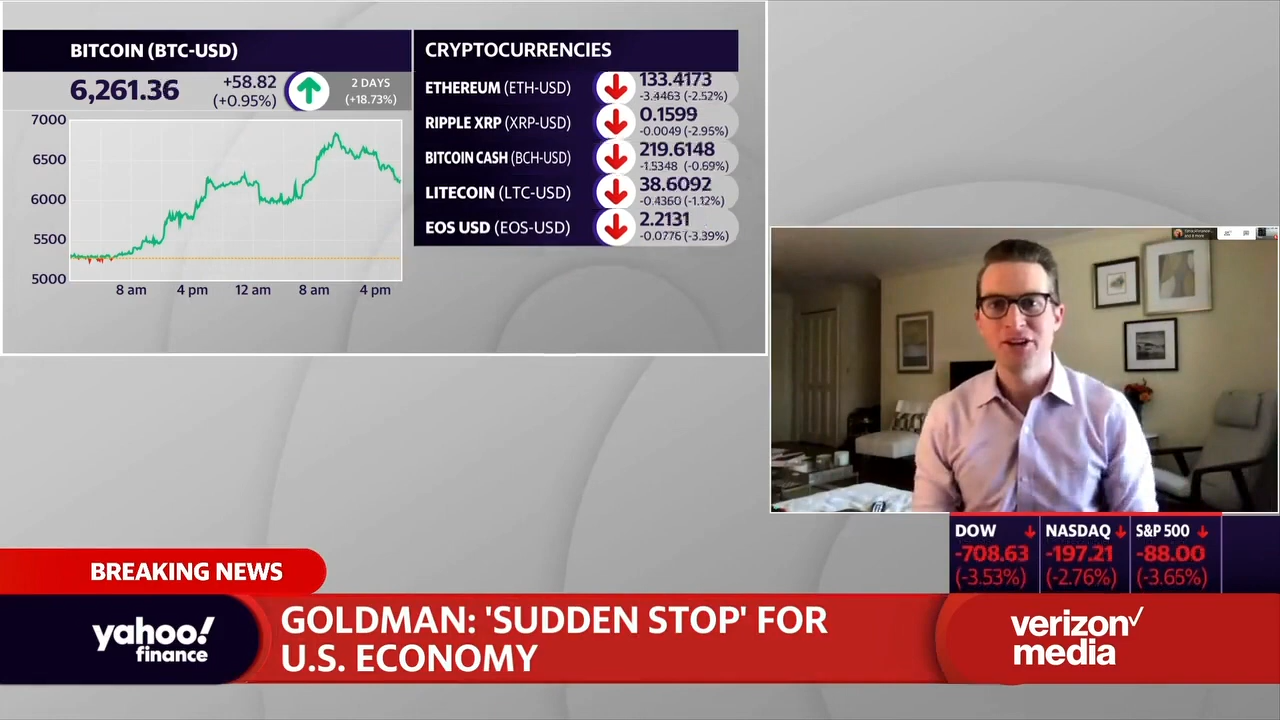 BITCOIN (BTC-USD)
6,261.36
+58.82
(+0.95%)
2 DAYS
(+18.73%)
7000
6500
6000
5500
5000
8 am
4 pm
12 am
8 am
4 pm
CRYPTOCURRENCIES
ETHEREUM (ETH-USD)
133.4173
-3.4463 (-2.52%)
RIPPLE XRP (XRP-USD)
0.1599
-0.0049 (-2.95%)
BITCOIN CASH (BCH-USD)
219.6148
-1.5348 (-0.69%)
LITECOIN (LTC-USD)
38.6092
-0.4360 (-1.12%)
EOS USD (EOS-USD)
2.2131
-0.0776 (-3.39%)
DOW
-708.63
(-3.53%)
NASDAQ
-197.21
(-2.76%)
S&P 500
-88.00
(-3.65%)
BREAKING NEWS
yahoo!
finance
GOLDMAN: 'SUDDEN STOP' FOR
U.S. ECONOMY
verizon
media